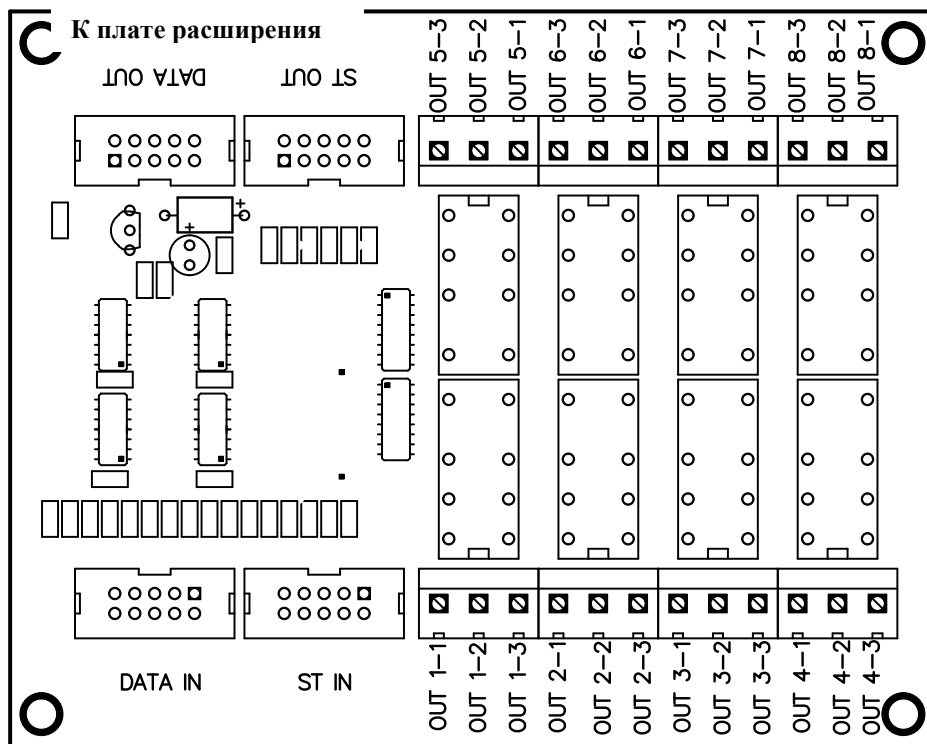 К плате расширения
DATA OUT
ST OUT
OUT 5-3
OUT 5-2
OUT 5-1
OUT 6-3
OUT 6-2
OUT 6-1
OUT 7-3
OUT 7-2
OUT 7-1
OUT 8-3
OUT 8-2
OUT 8-1
+
+
DATA IN
ST IN
OUT 1-1
OUT 1-2
OUT 1-3
OUT 2-1
OUT 2-2
OUT 2-3
OUT 3-1
OUT 3-2
OUT 3-3
OUT 4-1
OUT 4-2
OUT 4-3